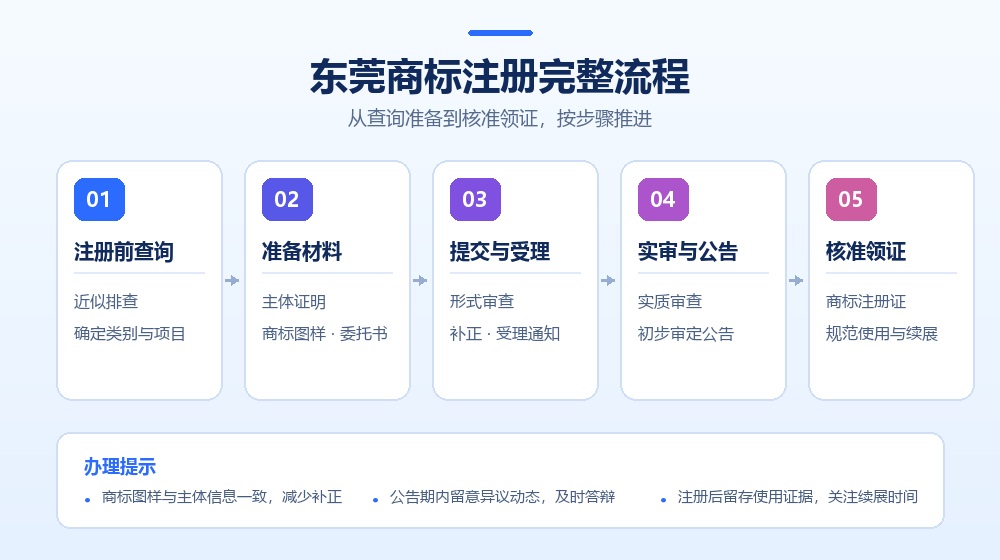 东莞商标注册完整流程
从查询准备到核准领证，按步骤推进
01
注册前查询
近似排查
确定类别与项目
02
准备材料
主体证明
商标图样 · 委托书
03
提交与受理
形式审查
补正 · 受理通知
04
实审与公告
实质审查
初步审定公告
05
核准领证
商标注册证
规范使用与续展
办理提示
• 商标图样与主体信息一致，减少补正
• 公告期内留意异议动态，及时答辩
• 注册后留存使用证据，关注续展时间